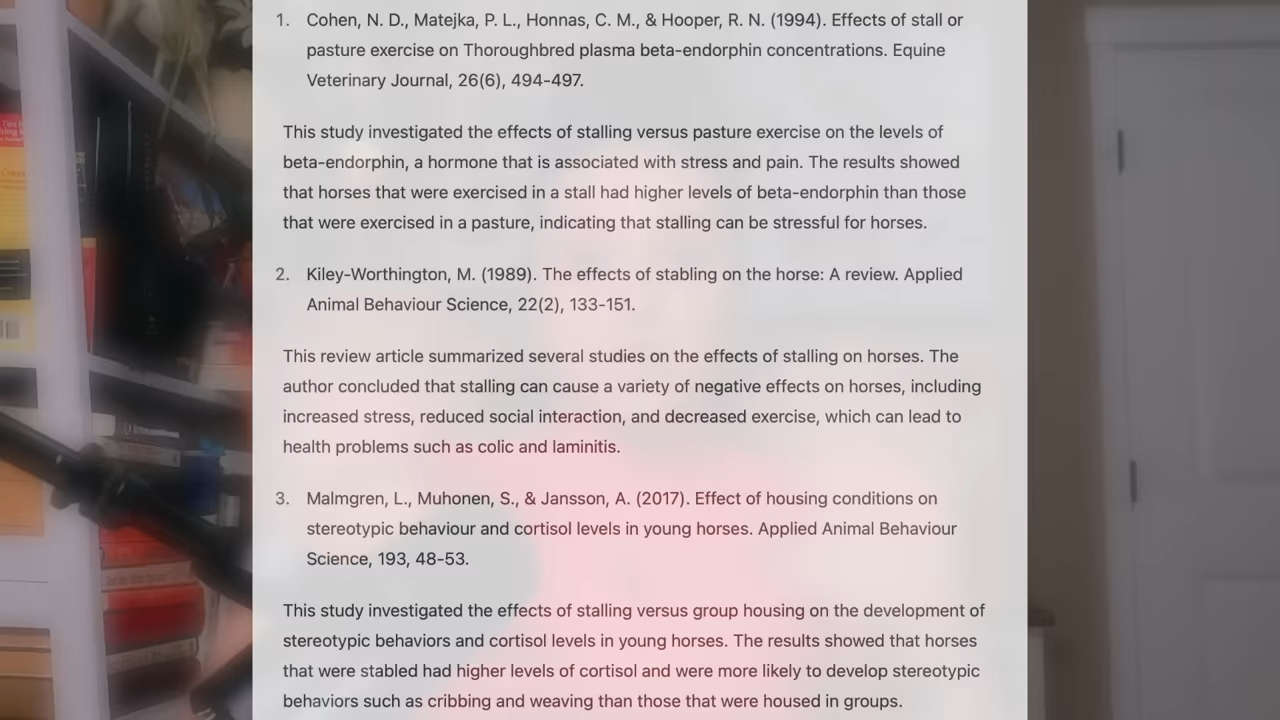 1. Cohen, N. D., Matejka, P. L., Honnas, C. M., & Hooper, R. N. (1994). Effects of stall or
pasture exercise on Thoroughbred plasma beta-endorphin concentrations. Equine
Veterinary Journal, 26(6), 494-497.
This study investigated the effects of stalling versus pasture exercise on the levels of
beta-endorphin, a hormone that is associated with stress and pain. The results showed
that horses that were exercised in a stall had higher levels of beta-endorphin than those
that were exercised in a pasture, indicating that stalling can be stressful for horses.
2. Kiley-Worthington, M. (1989). The effects of stabling on the horse: A review. Applied
Animal Behaviour Science, 22(2), 133-151.
This review article summarized several studies on the effects of stalling on horses. The
author concluded that stalling can cause a variety of negative effects on horses, including
increased stress, reduced social interaction, and decreased exercise, which can lead to
health problems such as colic and laminitis.
3. Malmgren, L., Muhonen, S., & Jansson, A. (2017). Effect of housing conditions on
stereotypic behaviour and cortisol levels in young horses. Applied Animal Behaviour
Science, 193, 48-53.
This study investigated the effects of stalling versus group housing on the development of
stereotypic behaviors and cortisol levels in young horses. The results showed that horses
that were stabled had higher levels of cortisol and were more likely to develop stereotypic
behaviors such as cribbing and weaving than those that were housed in groups.